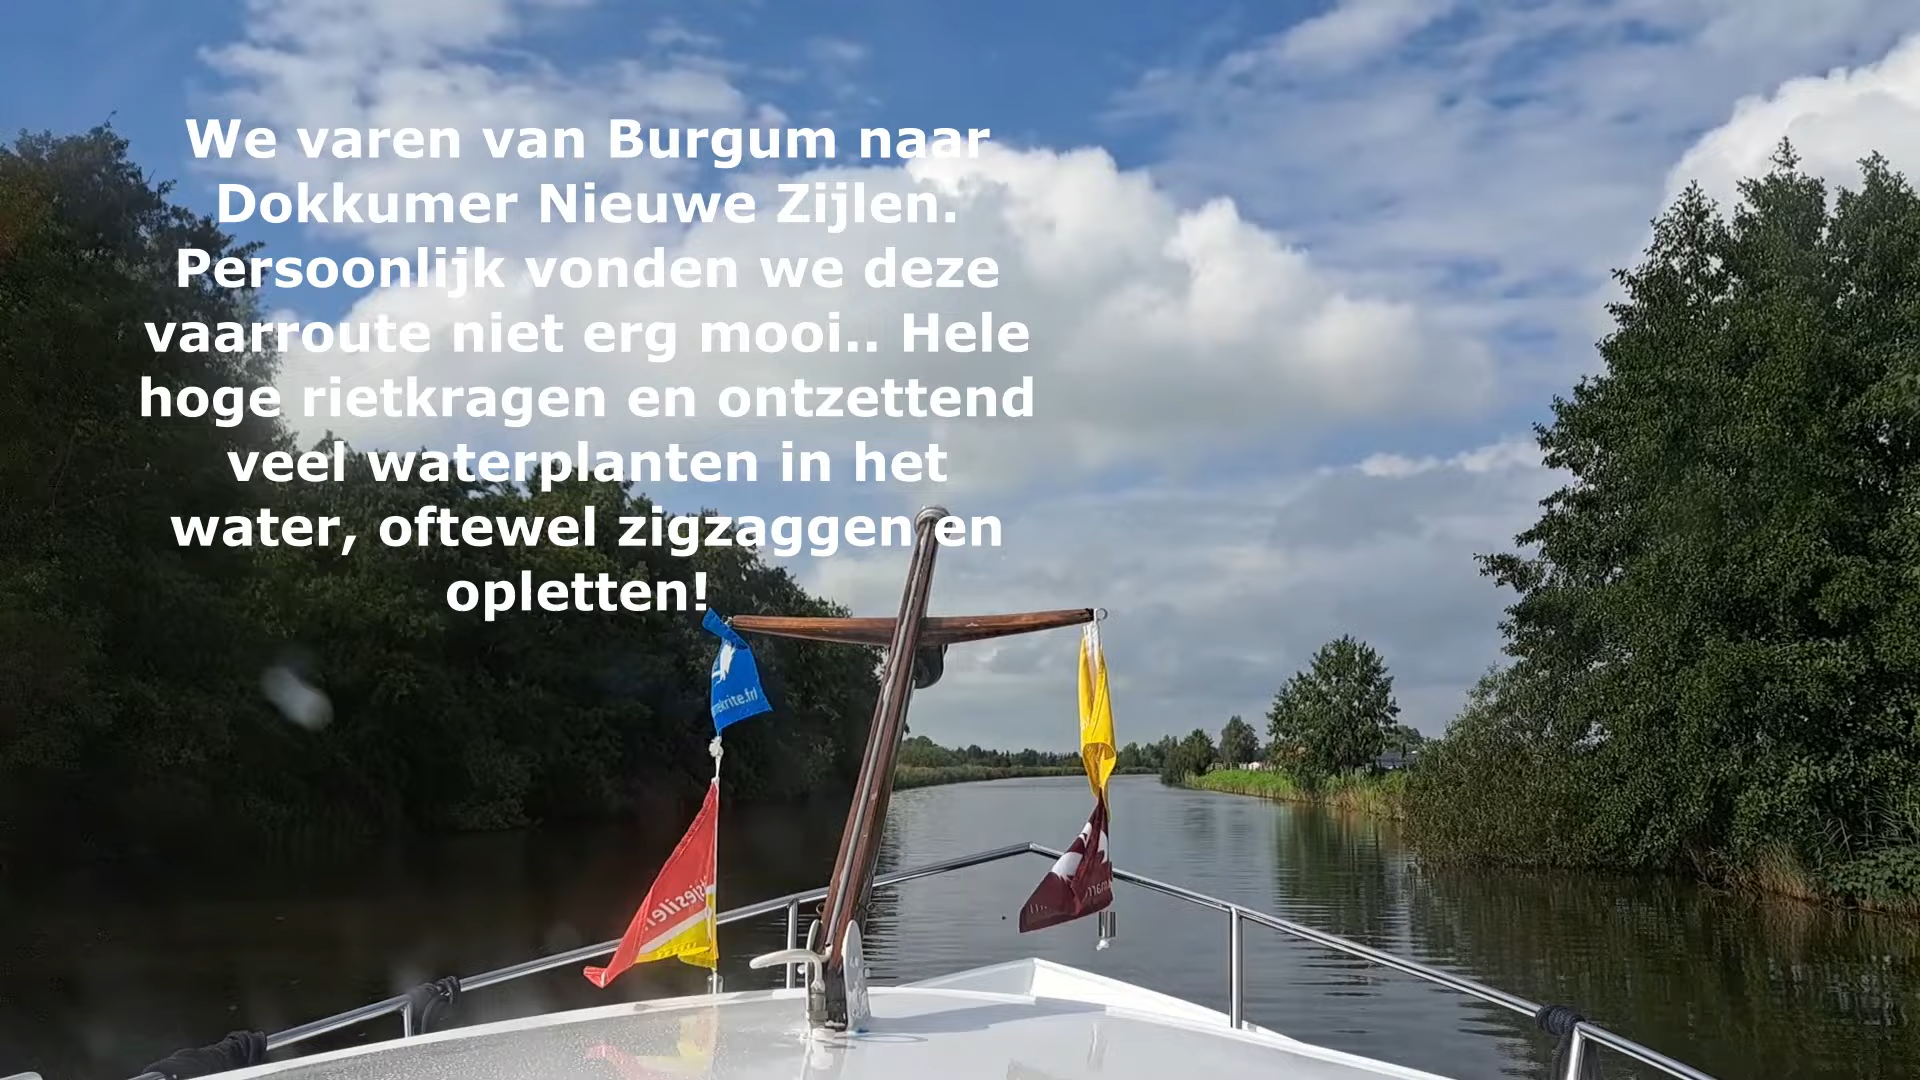 We varen van Burgum naar
Dokkumer Nieuwe Zijlen.
Persoonlijk vonden we deze
vaarroute niet erg mooi.. Hele
hoge rietkragen en ontzettend
veel waterplanten in het
water, oftewel zigzaggen en
opletten!